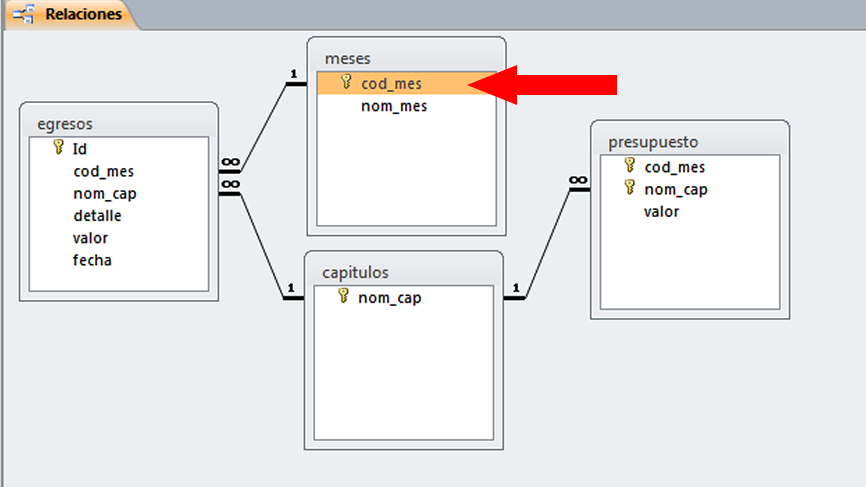 Relaciones
egresos
Id
cod_mes
nom_cap
detalle
valor
fecha
∞
∞
1
meses
cod_mes
nom_mes
1
capitulos
nom_cap
1
∞
presupuesto
cod_mes
nom_cap
valor